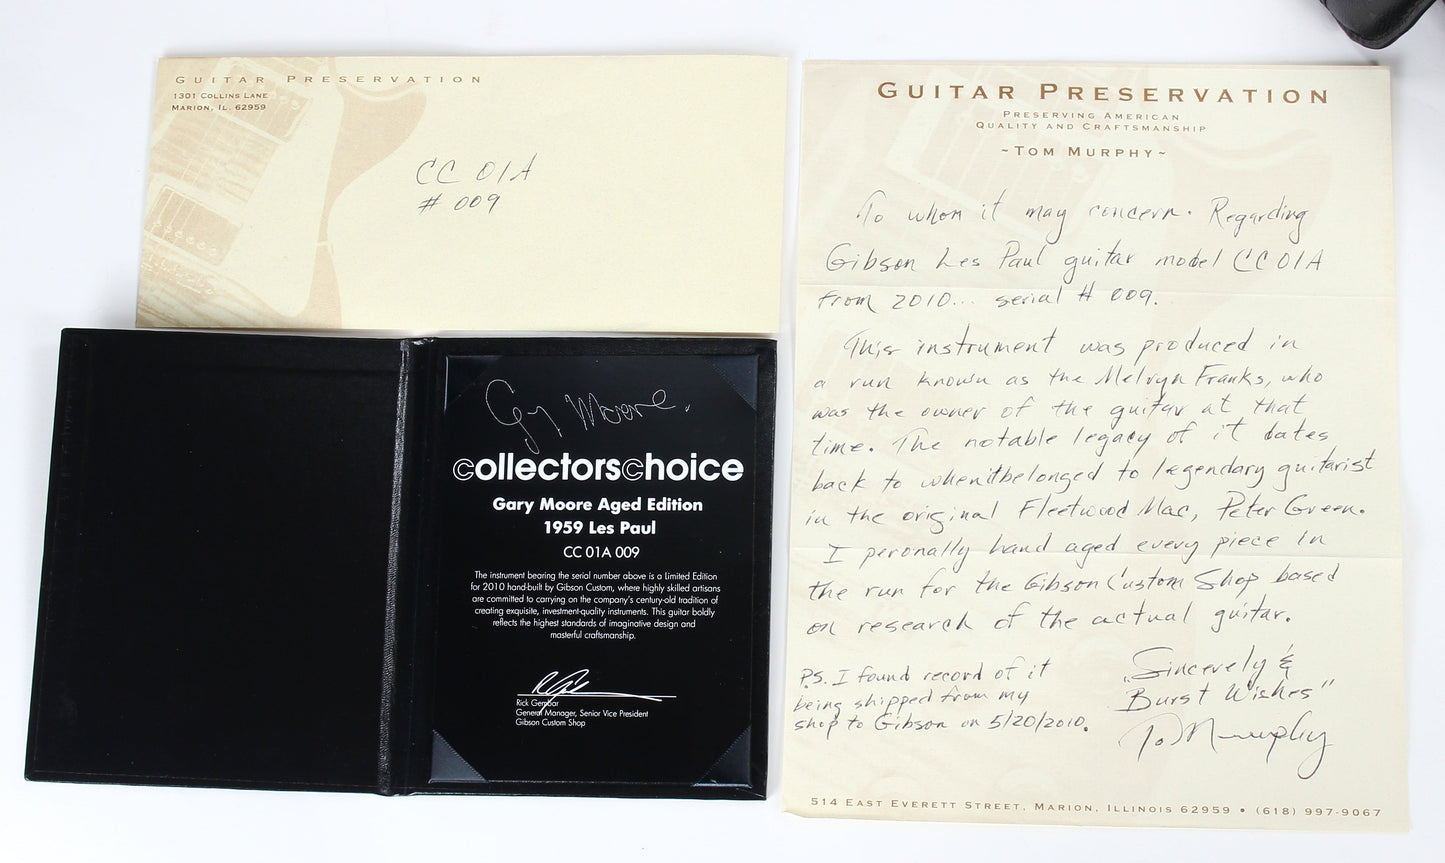 GUITAR PRESERVATION
1301 COLLINS LANE
MARION, IL. 62959
CC 01A
# 009
Gary Moore.
collectorschoice
Gary Moore Aged Edition
1959 Les Paul
CC 01A 009
The instrument bearing the serial number above is a Limited Edition
for 2010 hand-built by Gibson Custom, where highly skilled artisans
are committed to carrying on the company's century-old tradition of
creating exquisite, investment-quality instruments. This guitar boldly
reflects the highest standards of imaginative design and
masterful craftsmanship.
Rick Gembar
General Manager, Senior Vice President
Gibson Custom Shop
GUITAR PRESERVATION
PRESERVING AMERICAN
QUALITY AND CRAFTSMANSHIP
~TOM MURPHY~
To whom it may concern. Regarding
Gibson Les Paul guitar model CC 01A
from 2010... serial # 009.
This instrument was produced in
a run known as the Melvyn Franks, who
was the owner of the guitar at that
time. The notable legacy of it dates
back to when it belonged to legendary guitarist
in the original Fleetwood Mac, Peter Green.
I peronally hand aged every piece in
the run for the Gibson Custom Shop based
on research of the actual guitar.
"Sincerely &
Burst Wishes"
Tom Murphy
P.S. I found record of it
being shipped from my
shop to Gibson on 5/20/2010.
514 EAST EVERETT STREET, MARION, ILLINOIS 62959 • (618) 997-9067